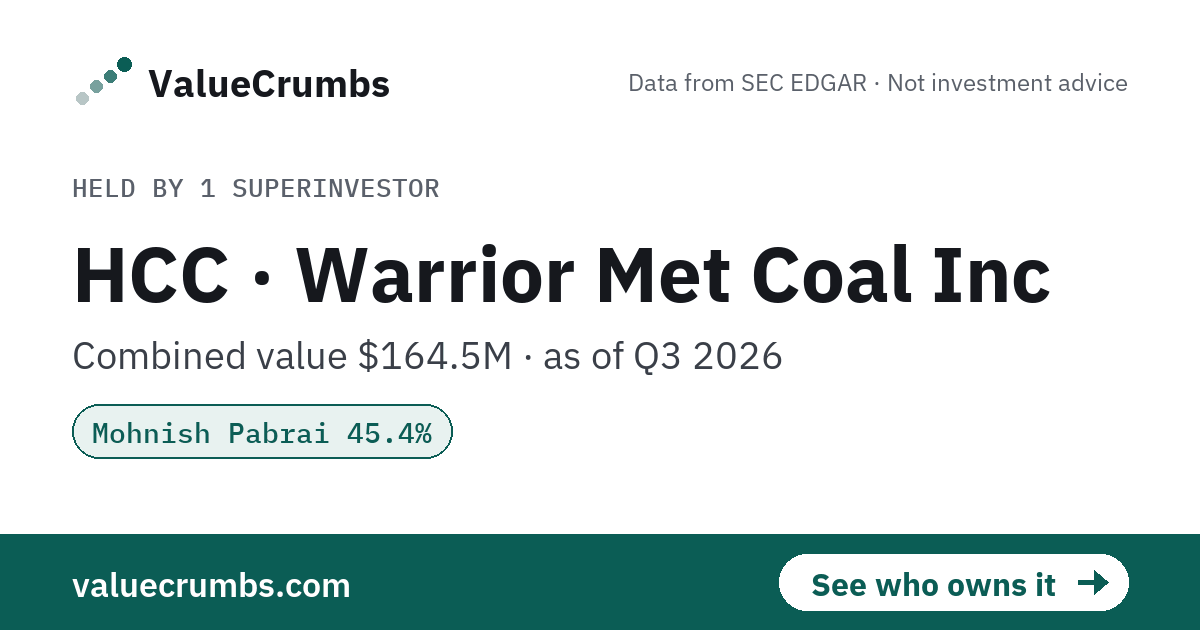 ValueCrumbs
Data from SEC EDGAR · Not investment advice
HELD BY 1 SUPERINVESTOR
HCC · Warrior Met Coal Inc
Combined value $164.5M · as of Q3 2026
Mohnish Pabrai 45.4%
valuecrumbs.com
See who owns it →